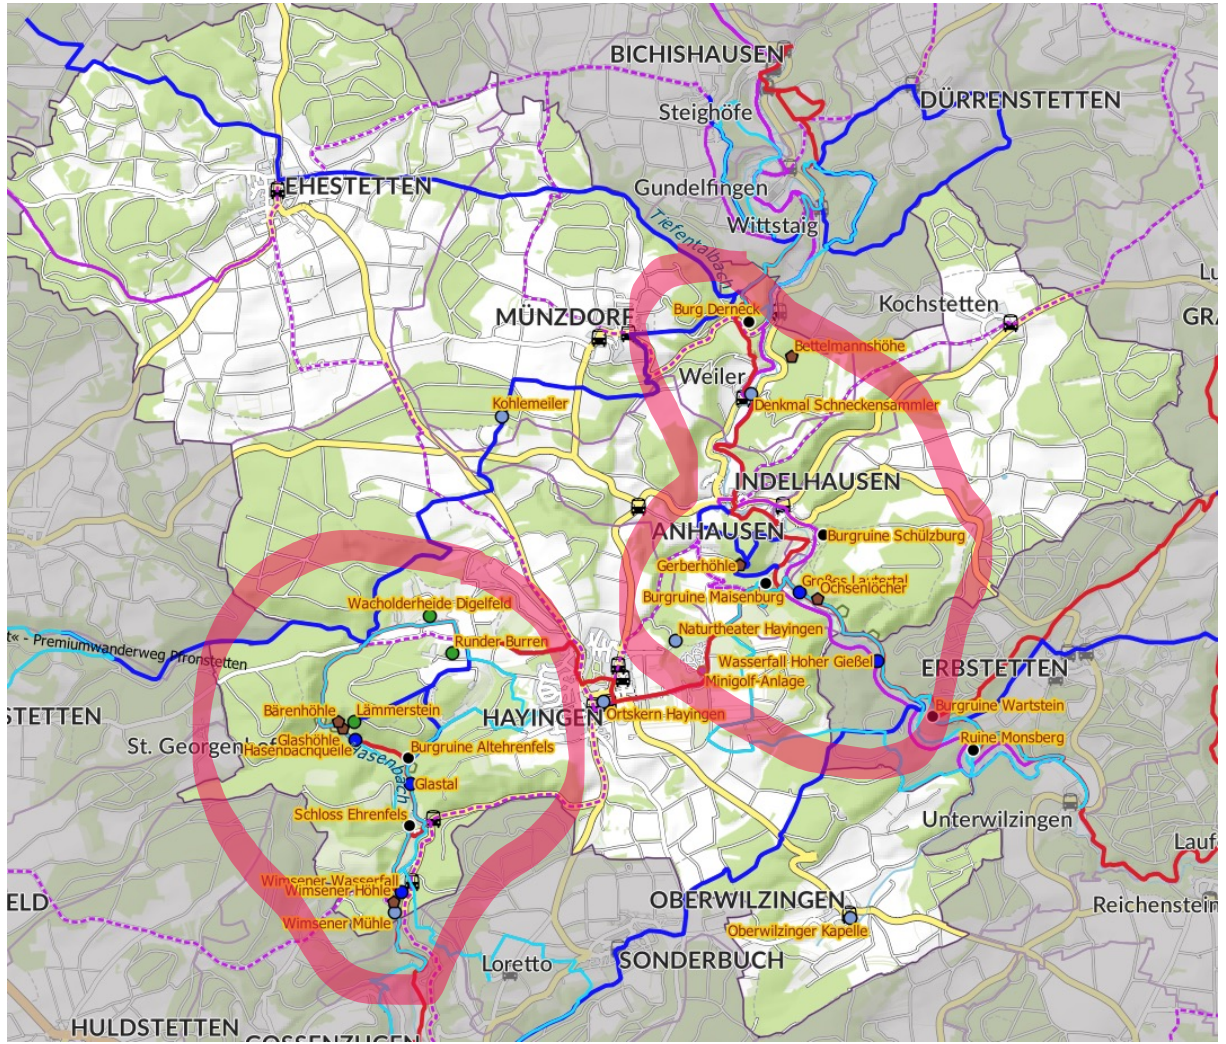 BICHISHAUSEN
DÜRRENSTETTEN
Steighöfe
EHESTETTEN
Gundelfingen
Wittstaig
Tiefentalbach
Kochstetten
Burg Derneck
MÜNZDORF
Bettelmannshöhe
Weiler
Kohlemeiler
Denkmal Schneckensammler
INDELHAUSEN
ANHAUSEN
Burgruine Schülzburg
Gerberhöhle
Großes Lautertal
Ochsenlöcher
Burgruine Maisenburg
Wacholderheide Digelfeld
Naturtheater Hayingen
t« - Premiumwanderweg Pfronstetten
Runder Burren
Wasserfall Hoher Gießel
ERBSTETTEN
Minigolf-Anlage
Bärenhöhle
Lämmerstein
Burgruine Wartstein
STETTEN
HAYINGEN
Ortskern Hayingen
Glashöhle
Ruine Monsberg
St. Georgenhof
Hasenbachquelle
Burgruine Altehrenfels
Hasenbach
Glastal
Schloss Ehrenfels
Unterwilzingen
Wimsener Wasserfall
Wimsener Höhle
OBERWILZINGEN
Reichenstein
ELD
Wimsener Mühle
Oberwilzinger Kapelle
Loretto
SONDERBUCH
HULDSTETTEN
GOSSENZUGEN
Lu
GRA
Lauf